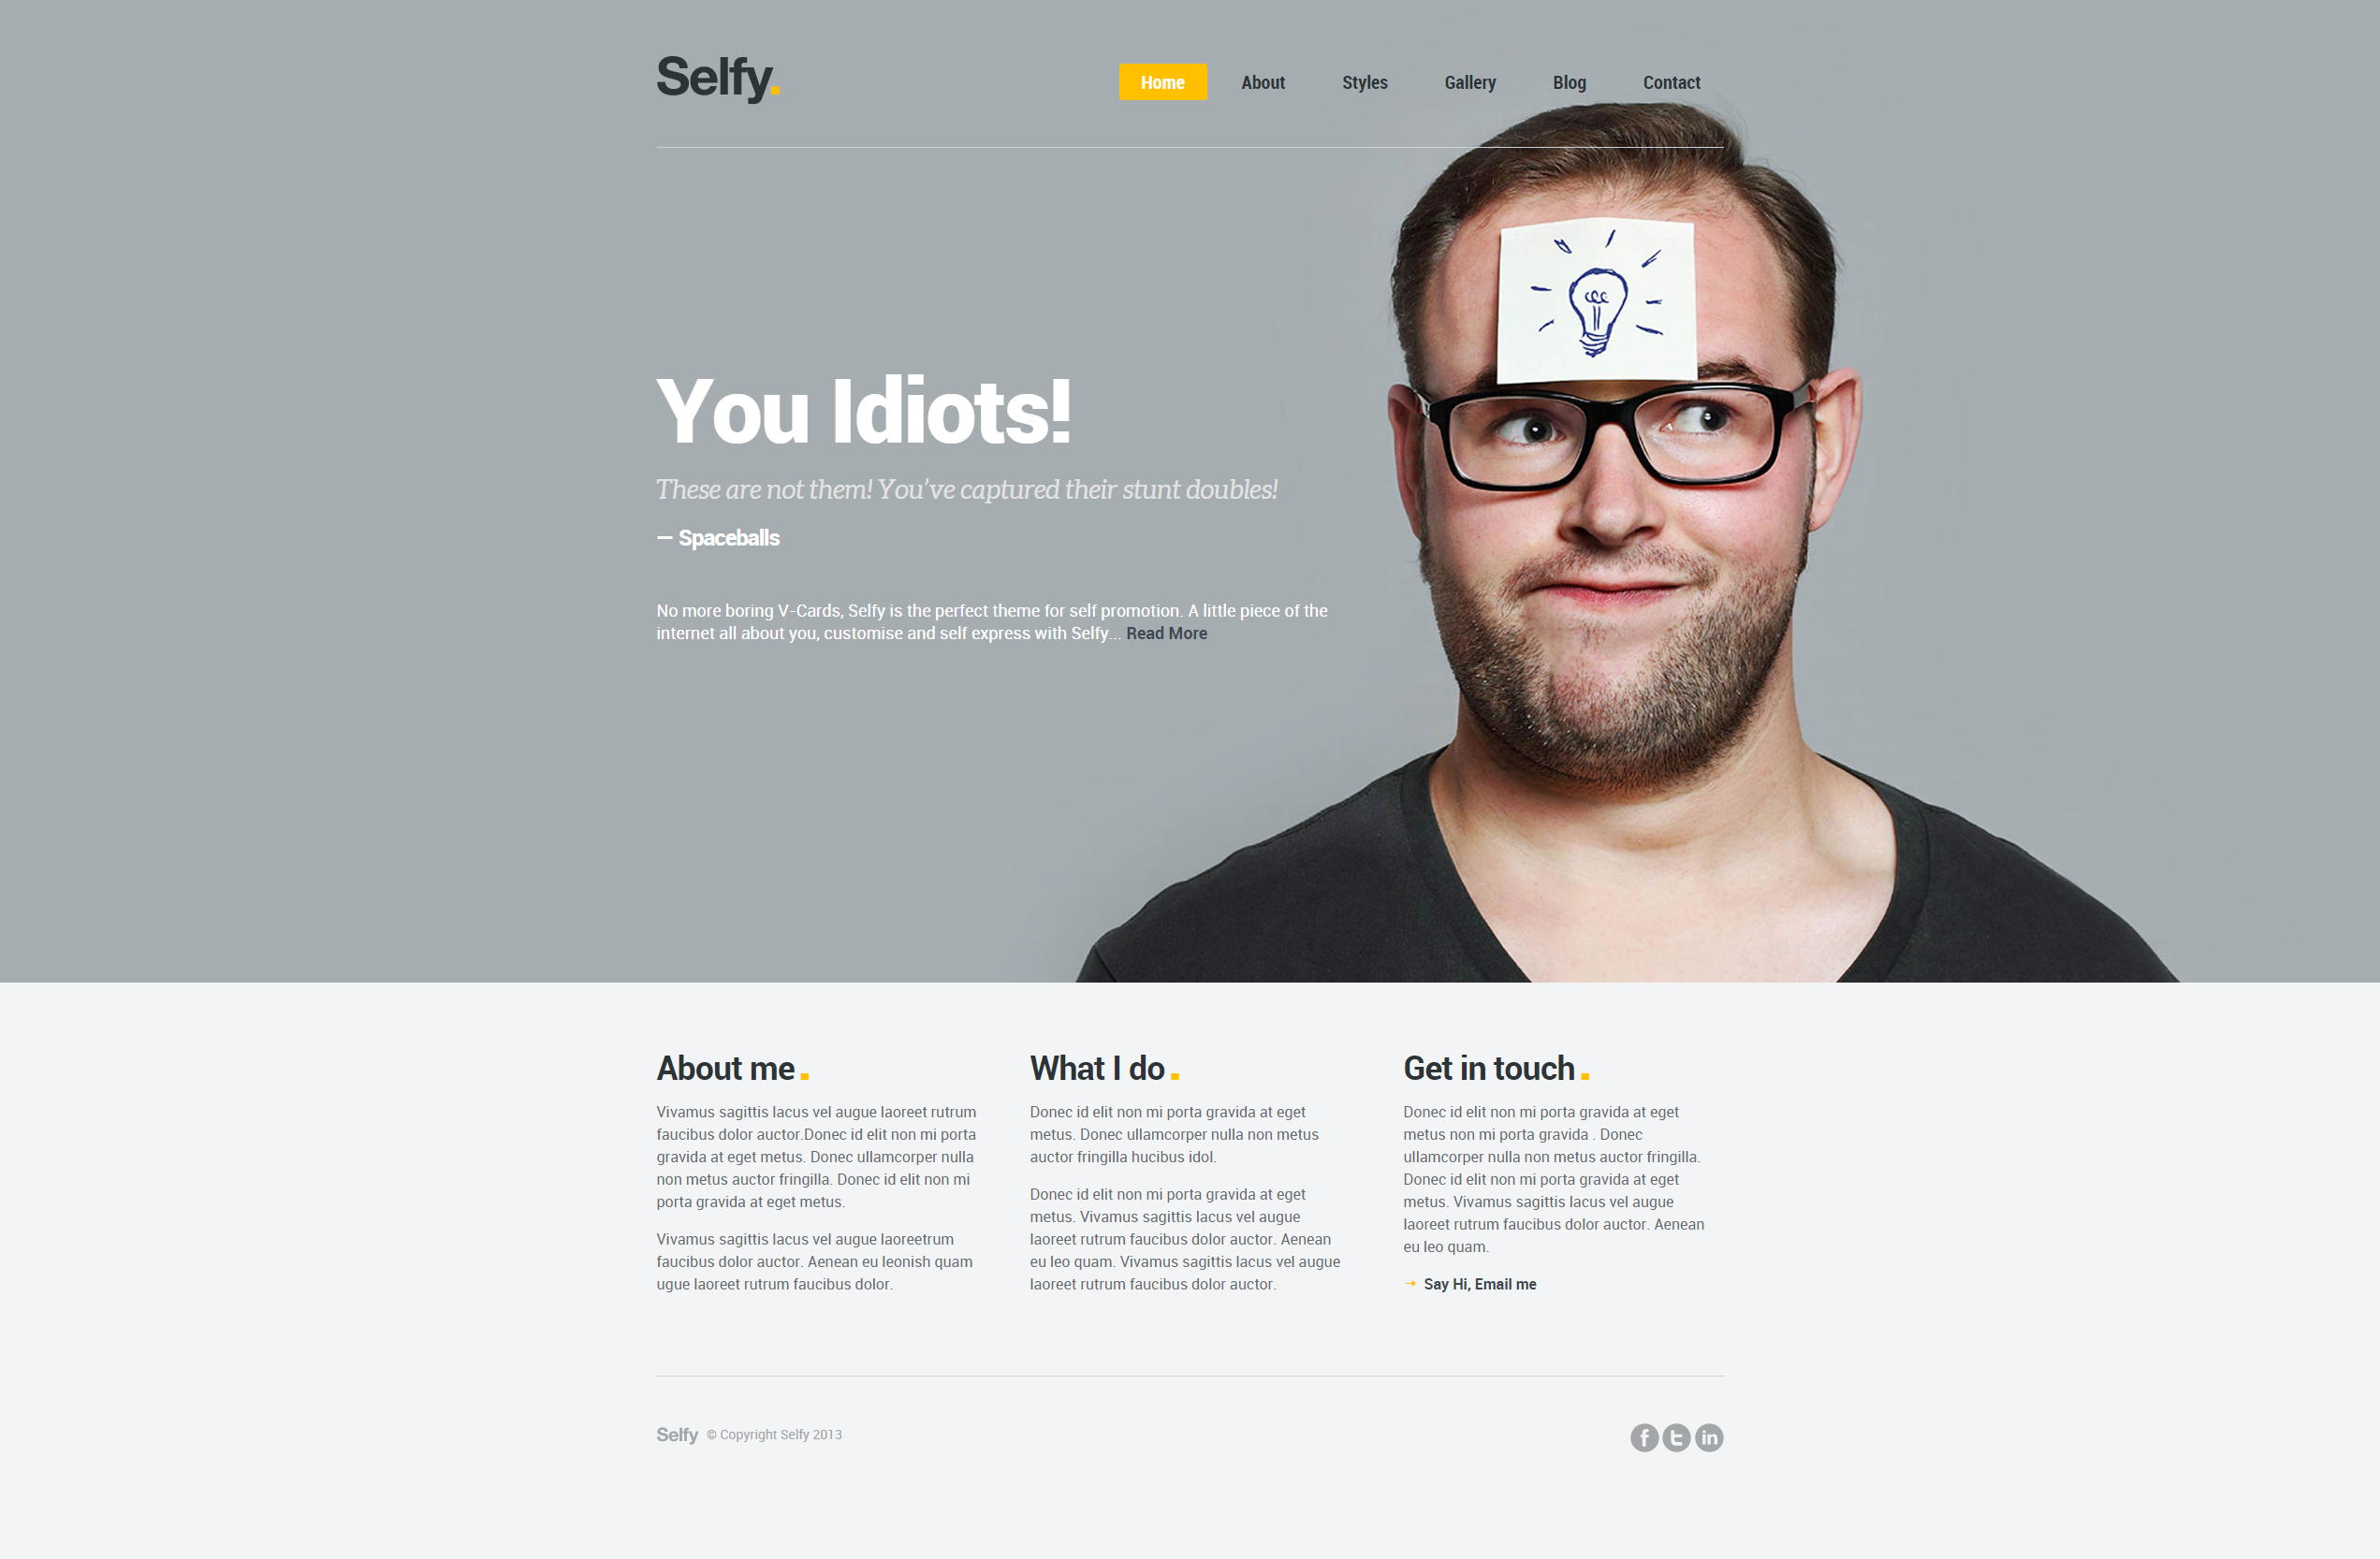 Selfy.
Home About Styles Gallery Blog Contact
You Idiots!
These are not them! You've captured their stunt doubles!
— Spaceballs
No more boring V-Cards, Selfy is the perfect theme for self promotion. A little piece of the
internet all about you, customise and self express with Selfy... Read More
About me.
Vivamus sagittis lacus vel augue laoreet rutrum
faucibus dolor auctor.Donec id elit non mi porta
gravida at eget metus. Donec ullamcorper nulla
non metus auctor fringilla. Donec id elit non mi
porta gravida at eget metus.
Vivamus sagittis lacus vel augue laoreetrum
faucibus dolor auctor. Aenean eu leonish quam
ugue laoreet rutrum faucibus dolor.
What I do.
Donec id elit non mi porta gravida at eget
metus. Donec ullamcorper nulla non metus
auctor fringilla hucibus idol.
Donec id elit non mi porta gravida at eget
metus. Vivamus sagittis lacus vel augue
laoreet rutrum faucibus dolor auctor. Aenean
eu leo quam. Vivamus sagittis lacus vel augue
laoreet rutrum faucibus dolor auctor.
Get in touch.
Donec id elit non mi porta gravida at eget
metus non mi porta gravida . Donec
ullamcorper nulla non metus auctor fringilla.
Donec id elit non mi porta gravida at eget
metus. Vivamus sagittis lacus vel augue
laoreet rutrum faucibus dolor auctor. Aenean
eu leo quam.
→ Say Hi, Email me
Selfy © Copyright Selfy 2013
f t in